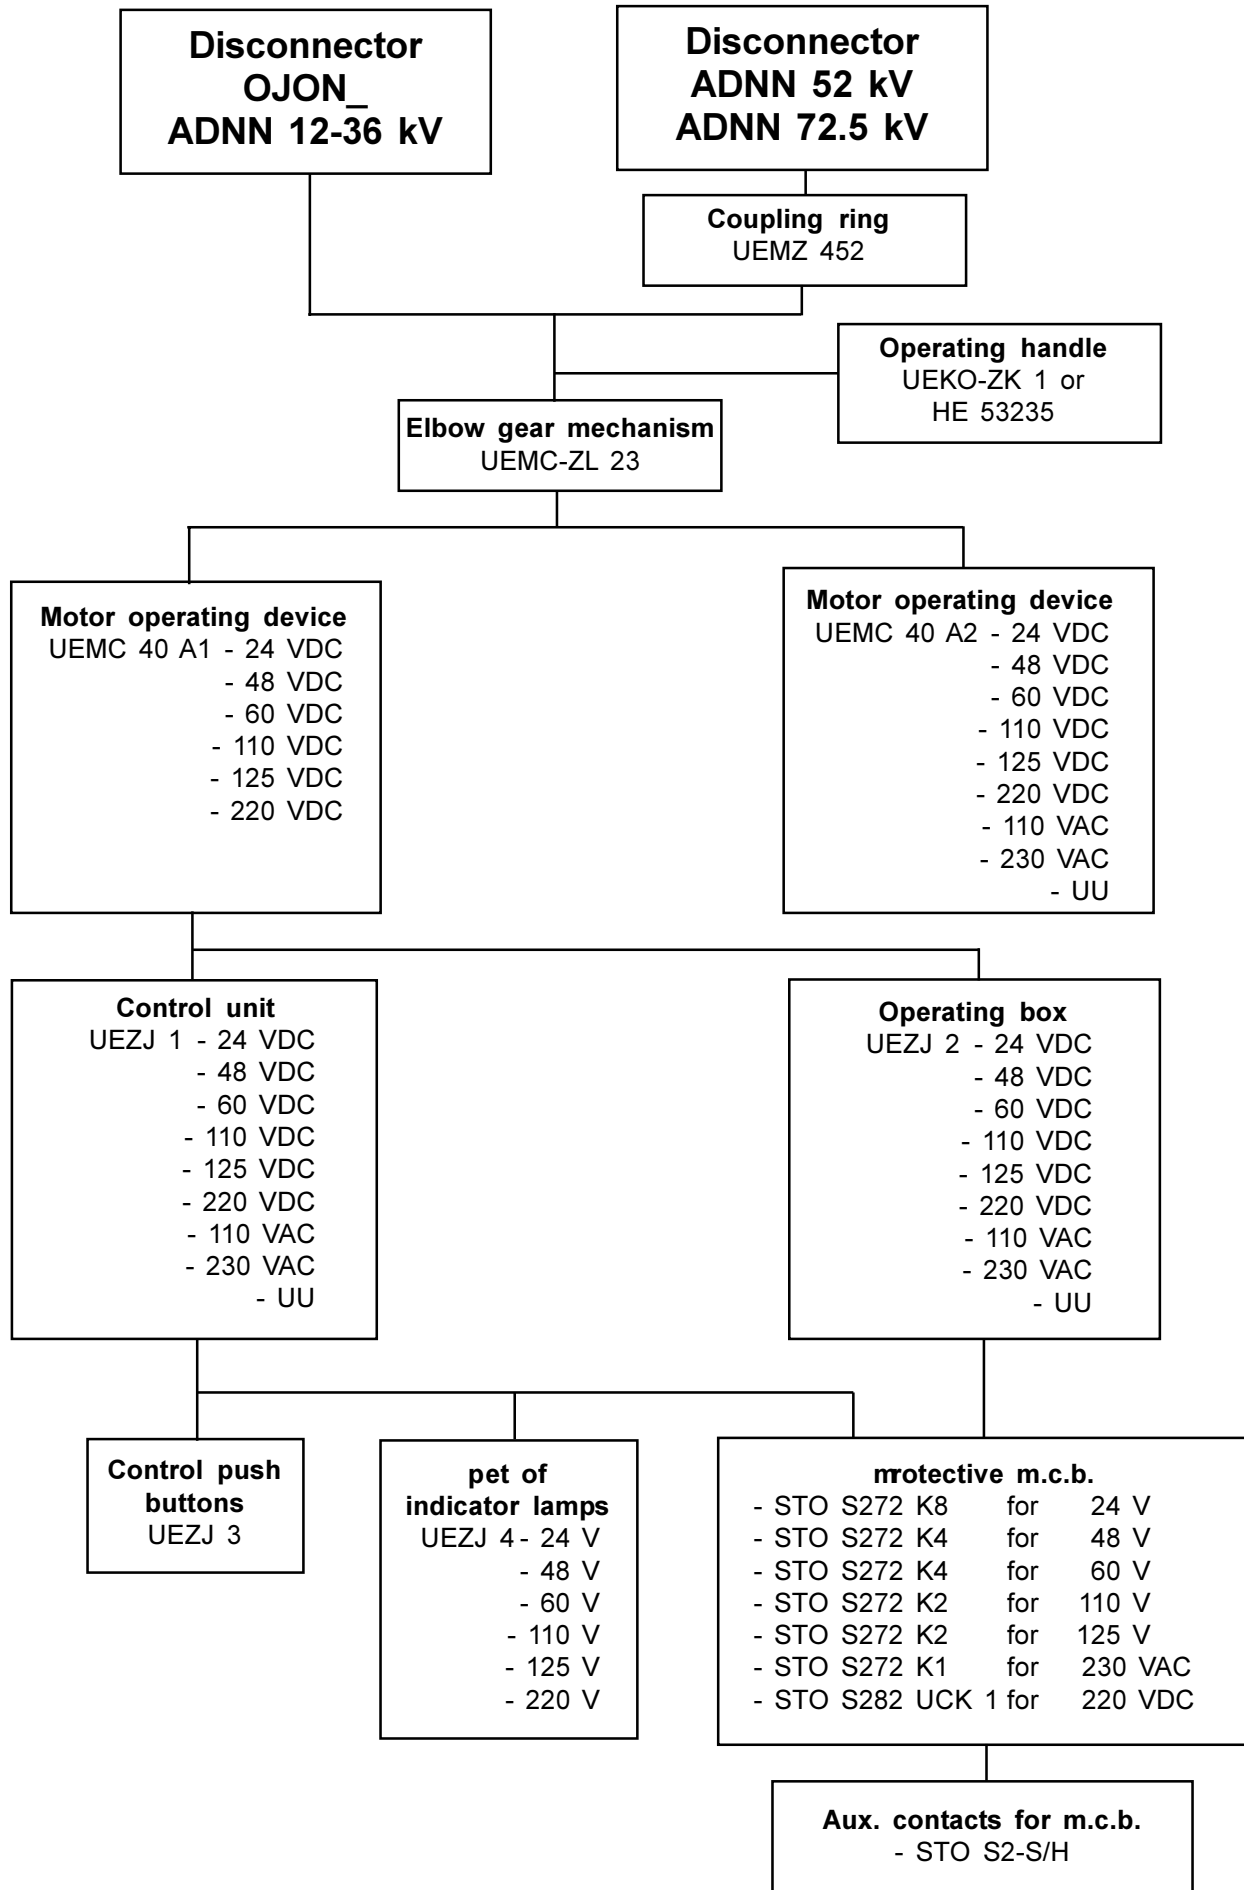 Disconnector
OJON_
ADNN 12-36 kV
Disconnector
ADNN 52 kV
ADNN 72.5 kV
Coupling ring
UEMZ 452
Operating handle
UEKO-ZK 1 or
HE 53235
Elbow gear mechanism
UEMC-ZL 23
Motor operating device
UEMC 40 A1 - 24 VDC
- 48 VDC
- 60 VDC
- 110 VDC
- 125 VDC
- 220 VDC
Motor operating device
UEMC 40 A2 - 24 VDC
- 48 VDC
- 60 VDC
- 110 VDC
- 125 VDC
- 220 VDC
- 110 VAC
- 230 VAC
- UU
Control unit
UEZJ 1 - 24 VDC
- 48 VDC
- 60 VDC
- 110 VDC
- 125 VDC
- 220 VDC
- 110 VAC
- 230 VAC
- UU
Operating box
UEZJ 2 - 24 VDC
- 48 VDC
- 60 VDC
- 110 VDC
- 125 VDC
- 220 VDC
- 110 VAC
- 230 VAC
- UU
Control push
buttons
UEZJ 3
pet of
indicator lamps
UEZJ 4 - 24 V
- 48 V
- 60 V
- 110 V
- 125 V
- 220 V
mrotective m.c.b.
- STO S272 K8 for 24 V
- STO S272 K4 for 48 V
- STO S272 K4 for 60 V
- STO S272 K2 for 110 V
- STO S272 K2 for 125 V
- STO S272 K1 for 230 VAC
- STO S282 UCK 1 for 220 VDC
Aux. contacts for m.c.b.
- STO S2-S/H